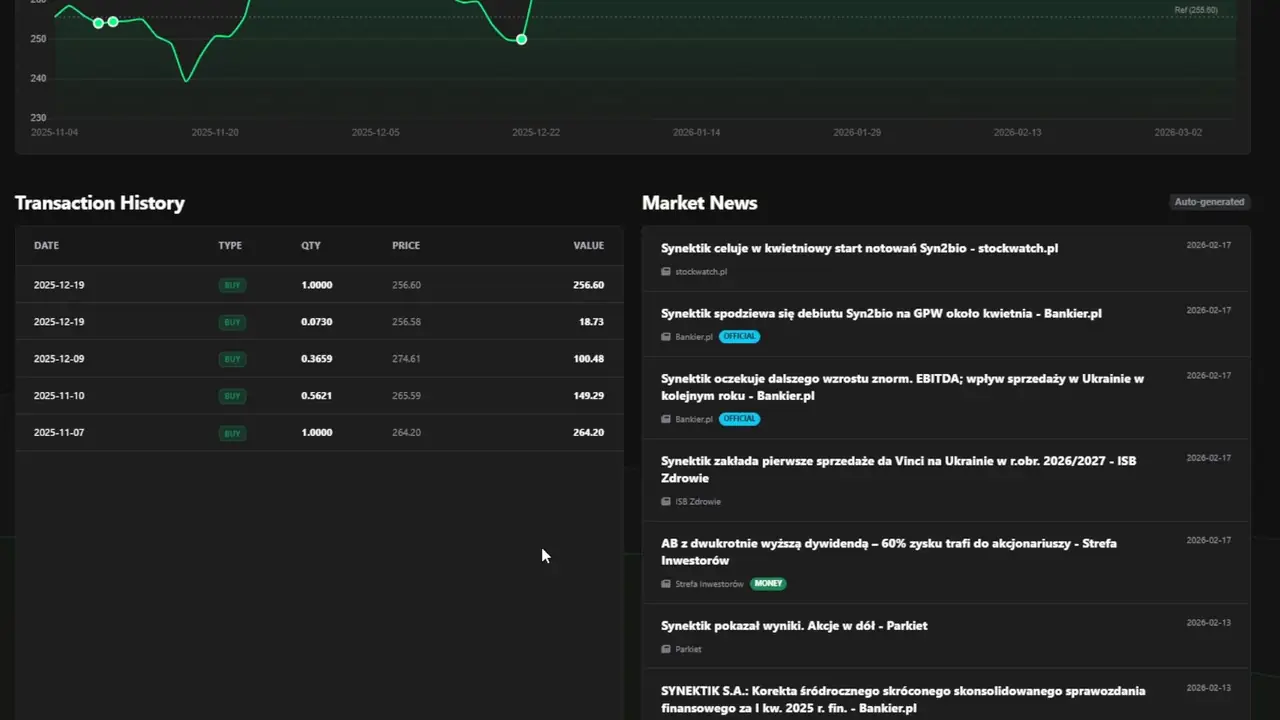 260
Ref (255.60)
250
240
230
2025-11-04
2025-11-20
2025-12-05
2025-12-22
2026-01-14
2026-01-29
2026-02-13
2026-03-02
Transaction History
DATE TYPE QTY PRICE VALUE
2025-12-19 BUY 1.0000 256.60 256.60
2025-12-19 BUY 0.0730 256.58 18.73
2025-12-09 BUY 0.3659 274.61 100.48
2025-11-10 BUY 0.5621 265.59 149.29
2025-11-07 BUY 1.0000 264.20 264.20
Market News
Auto-generated
Synektik celuje w kwietniowy start notowań Syn2bio - stockwatch.pl
2026-02-17
stockwatch.pl
Synektik spodziewa się debiutu Syn2bio na GPW około kwietnia - Bankier.pl
2026-02-17
Bankier.pl OFFICIAL
Synektik oczekuje dalszego wzrostu znorm. EBITDA; wpływ sprzedaży w Ukrainie w
2026-02-17
kolejnym roku - Bankier.pl
Bankier.pl OFFICIAL
Synektik zakłada pierwsze sprzedaże da Vinci na Ukrainie w r.obr. 2026/2027 - ISB
2026-02-17
Zdrowie
ISB Zdrowie
AB z dwukrotnie wyższą dywidendą – 60% zysku trafi do akcjonariuszy - Strefa
2026-02-17
Inwestorów
Strefa Inwestorów MONEY
Synektik pokazał wyniki. Akcje w dół - Parkiet
2026-02-13
Parkiet
SYNEKTIK S.A.: Korekta śródrocznego skróconego skonsolidowanego sprawozdania
2026-02-13
finansowego za I kw. 2025 r. fin. - Bankier.pl